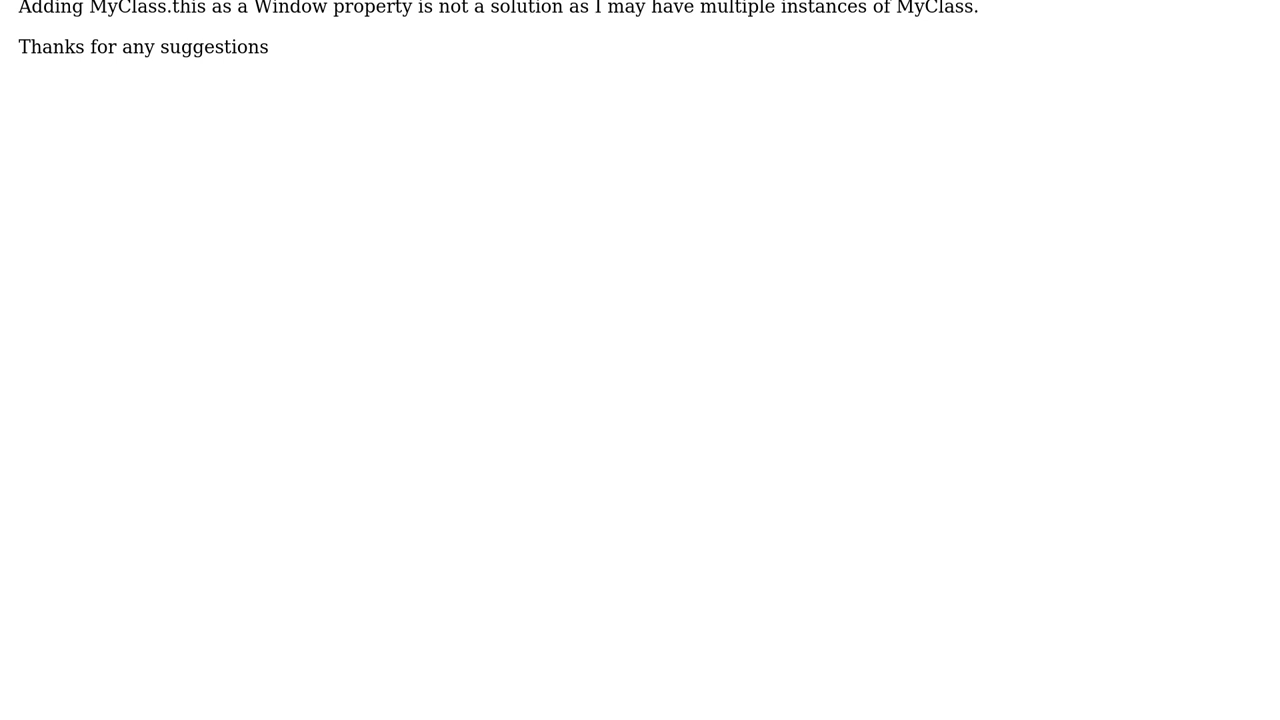 Adding MyClass.this as a Window property is not a solution as I may have multiple instances of MyClass.
Thanks for any suggestions